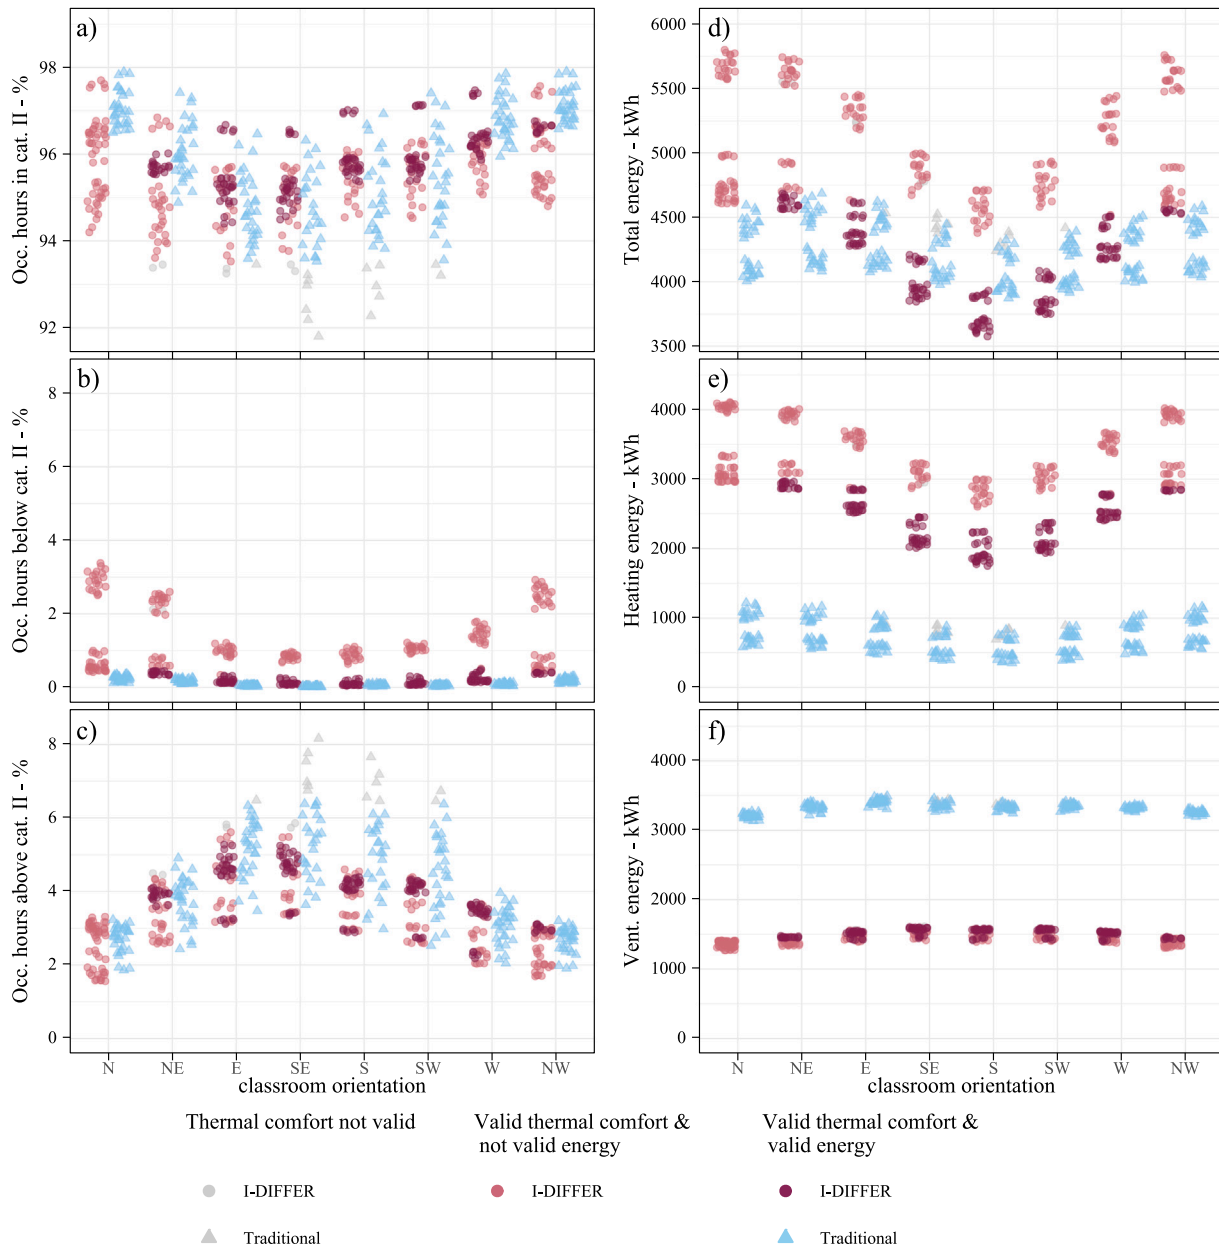 a)
Occ. hours in cat. II - %
98
96
94
92
b)
Occ. hours below cat. II - %
8
6
4
2
0
c)
Occ. hours above cat. II - %
8
6
4
2
0
N NE E SE S SW W NW
classroom orientation
d)
Total energy - kWh
6000
5500
5000
4500
4000
3500
e)
Heating energy - kWh
4000
3000
2000
1000
0
f)
Vent. energy - kWh
4000
3000
2000
1000
0
N NE E SE S SW W NW
classroom orientation
Thermal comfort not valid
I-DIFFER
Traditional
Valid thermal comfort &
not valid energy
I-DIFFER
Valid thermal comfort &
valid energy
I-DIFFER
Traditional